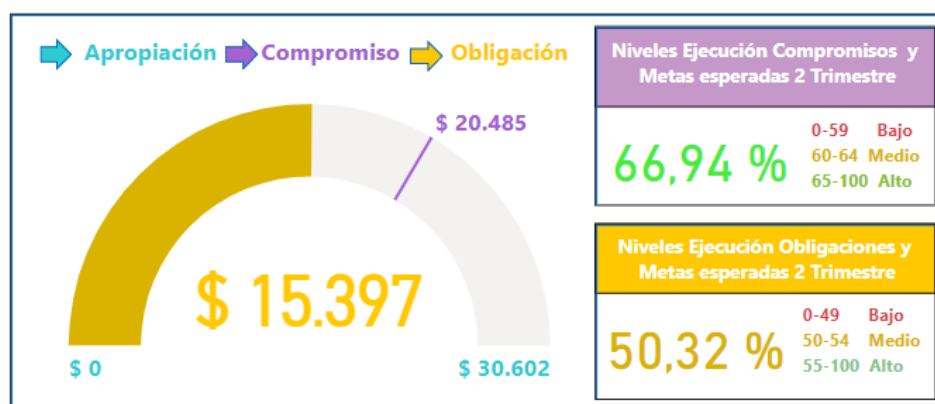 Apropiación Compromiso Obligación
$ 20.485
$ 15.397
$ 0
$ 30.602
Niveles Ejecución Compromisos y
Metas esperadas 2 Trimestre
66,94 %
0-59 Bajo
60-64 Medio
65-100 Alto
Niveles Ejecución Obligaciones y
Metas esperadas 2 Trimestre
50,32 %
0-49 Bajo
50-54 Medio
55-100 Alto